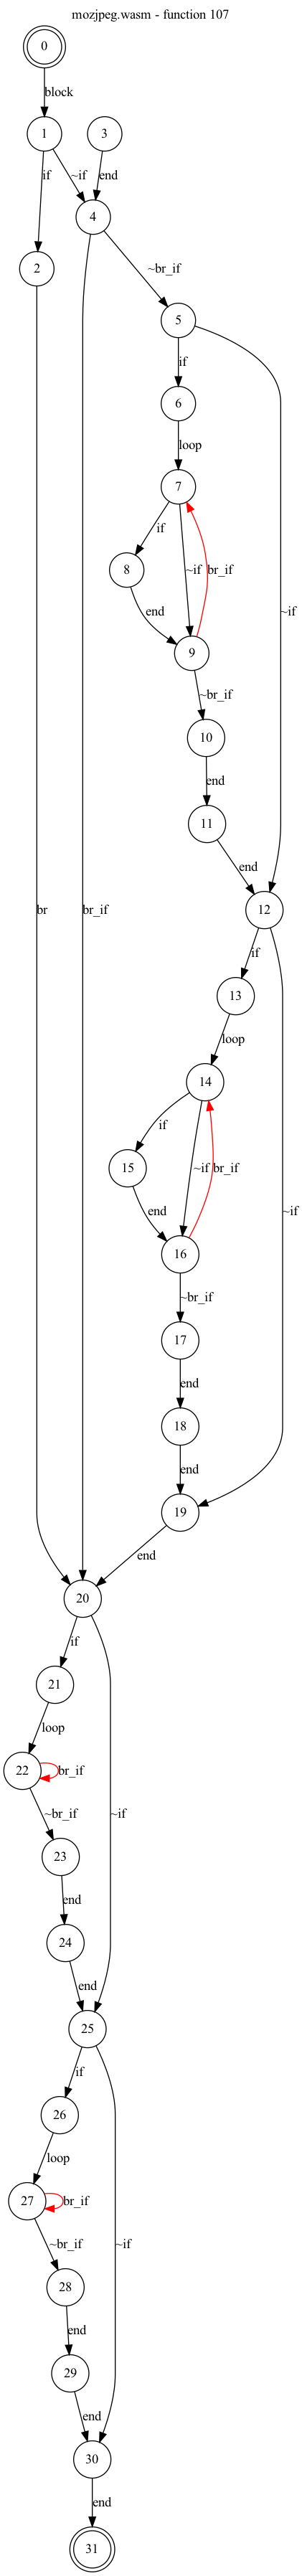 mozjpeg.wasm - function 107
0
block
1
3
if
~if
end
4
2
~br_if
5
if
6
loop
7
if
8
~if
br_if
~if
end
9
~br_if
10
end
11
end
br
br_if
12
if
13
loop
14
if
15
~if
br_if
~if
end
16
~br_if
17
end
18
end
19
end
20
if
21
loop
22
br_if
~if
~br_if
23
end
24
end
25
if
26
loop
27
br_if
~if
~br_if
28
end
29
end
30
end
31